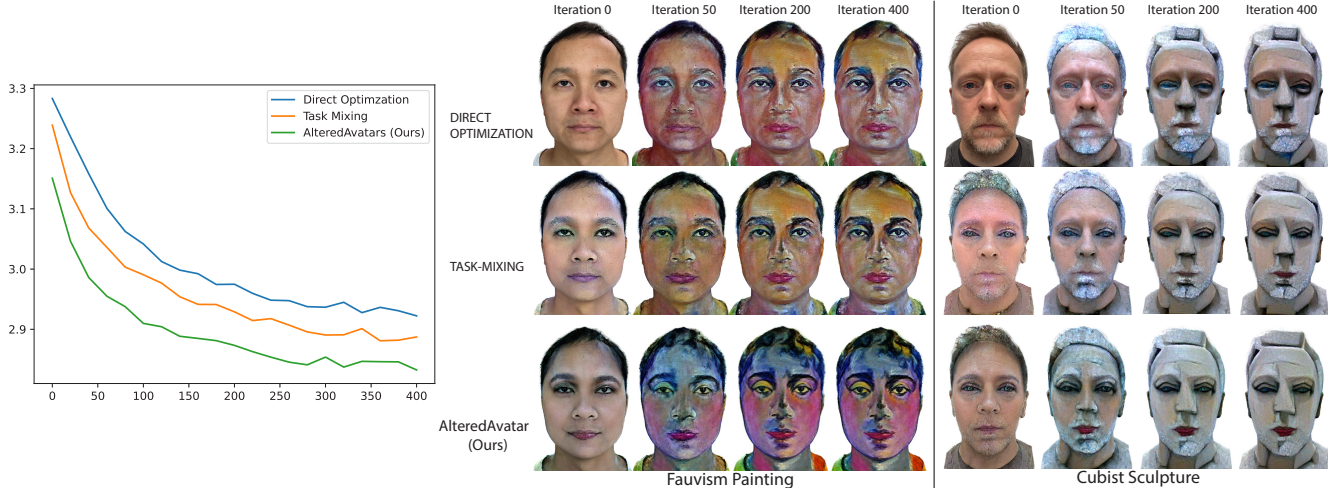 3.3
3.2
3.1
3.0
2.9
0
50
100
150
200
250
300
350
400
Direct Optimzation
Task Mixing
AlteredAvatars (Ours)
Iteration 0
Iteration 50
Iteration 200
Iteration 400
Iteration 0
Iteration 50
Iteration 200
Iteration 400
DIRECT
OPTIMIZATION
TASK-MIXING
AlteredAvatar
(Ours)
Fauvism Painting
Cubist Sculpture